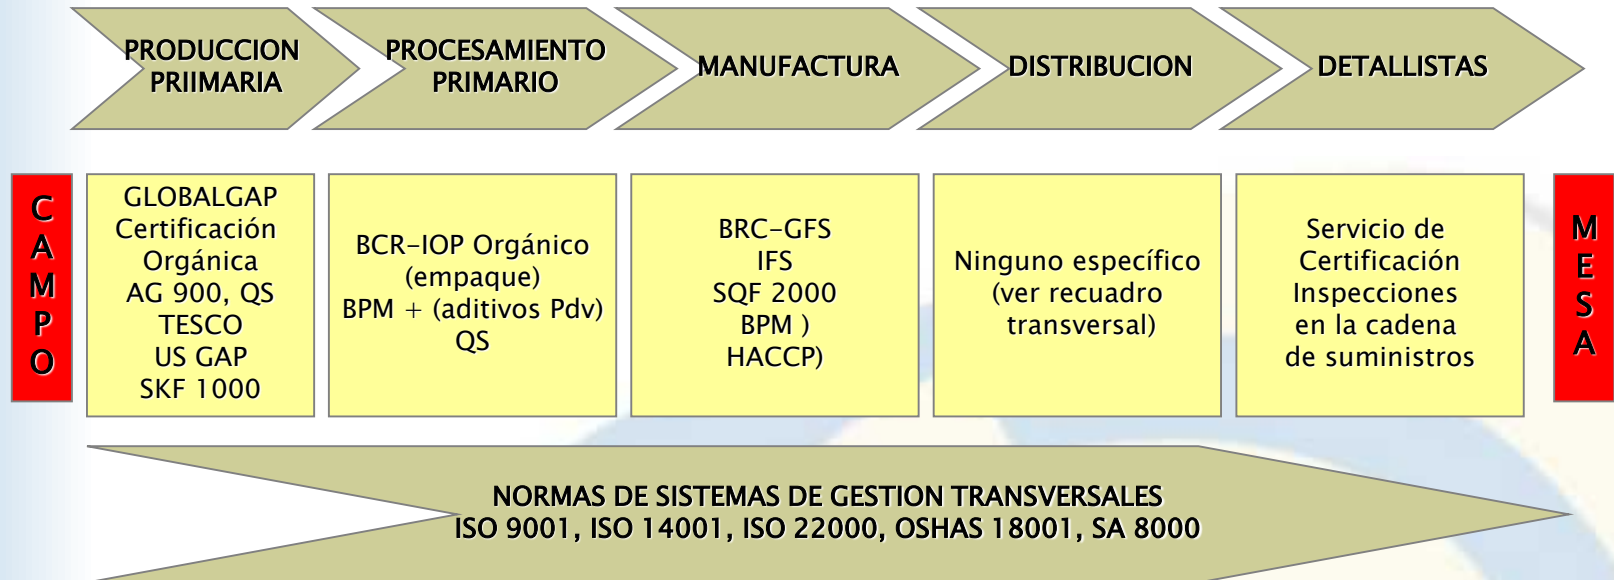 PRODUCCION
PRIIMARIA
PROCESAMIENTO
PRIMARIO
MANUFACTURA
DISTRIBUCION
DETALLISTAS
CAMPO
GLOBALGAP
Certificación
Orgánica
AG 900, QS
TESCO
US GAP
SKF 1000
BCR-IOP Orgánico
(empaque)
BPM + (aditivos Pdv)
QS
BRC-GFS
IFS
SQF 2000
BPM )
HACCP)
Ninguno específico
(ver recuadro
transversal)
Servicio de
Certificación
Inspecciones
en la cadena
de suministros
MESA
NORMAS DE SISTEMAS DE GESTION TRANSVERSALES
ISO 9001, ISO 14001, ISO 22000, OSHAS 18001, SA 8000